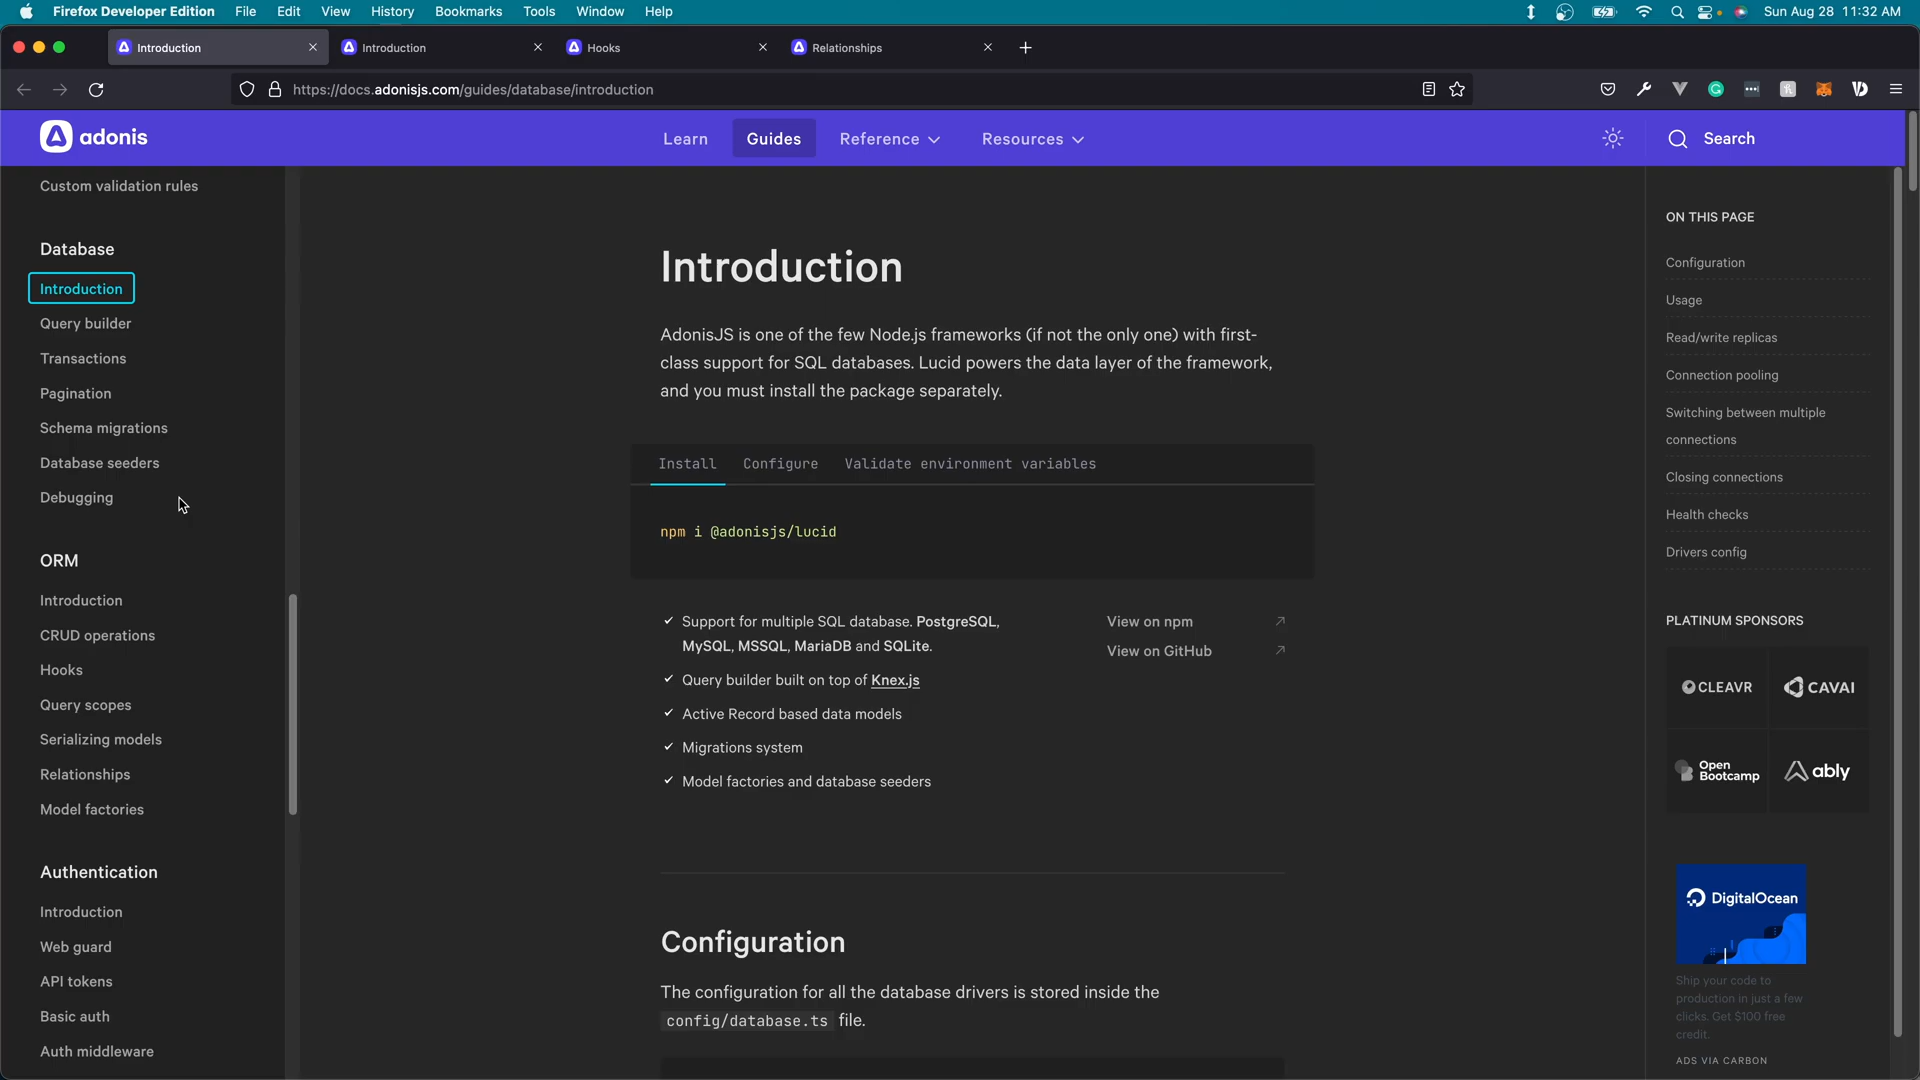 Firefox Developer Edition File Edit View History Bookmarks Tools Window Help Sun Aug 28 11:32 AM
Introduction Introduction Hooks Relationships
https://docs.adonisjs.com/guides/database/introduction
adonis Learn Guides Reference Resources Search
Custom validation rules
Database
Introduction
Query builder
Transactions
Pagination
Schema migrations
Database seeders
Debugging
ORM
Introduction
CRUD operations
Hooks
Query scopes
Serializing models
Relationships
Model factories
Authentication
Introduction
Web guard
API tokens
Basic auth
Auth middleware
Introduction
AdonisJS is one of the few Node.js frameworks (if not the only one) with first-
class support for SQL databases. Lucid powers the data layer of the framework,
and you must install the package separately.
Install Configure Validate environment variables
npm i @adonisjs/lucid
✓ Support for multiple SQL database. PostgreSQL,
MySQL, MSSQL, MariaDB and SQLite.
✓ Query builder built on top of Knex.js
✓ Active Record based data models
✓ Migrations system
✓ Model factories and database seeders
View on npm
View on GitHub
Configuration
The configuration for all the database drivers is stored inside the
config/database.ts file.
ON THIS PAGE
Configuration
Usage
Read/write replicas
Connection pooling
Switching between multiple
connections
Closing connections
Health checks
Drivers config
PLATINUM SPONSORS
CLEAVR CAVAI
Open
Bootcamp
ably
DigitalOcean
Ship your code to
production in just a few
clicks. Get $100 free
credit.
ADS VIA CARBON